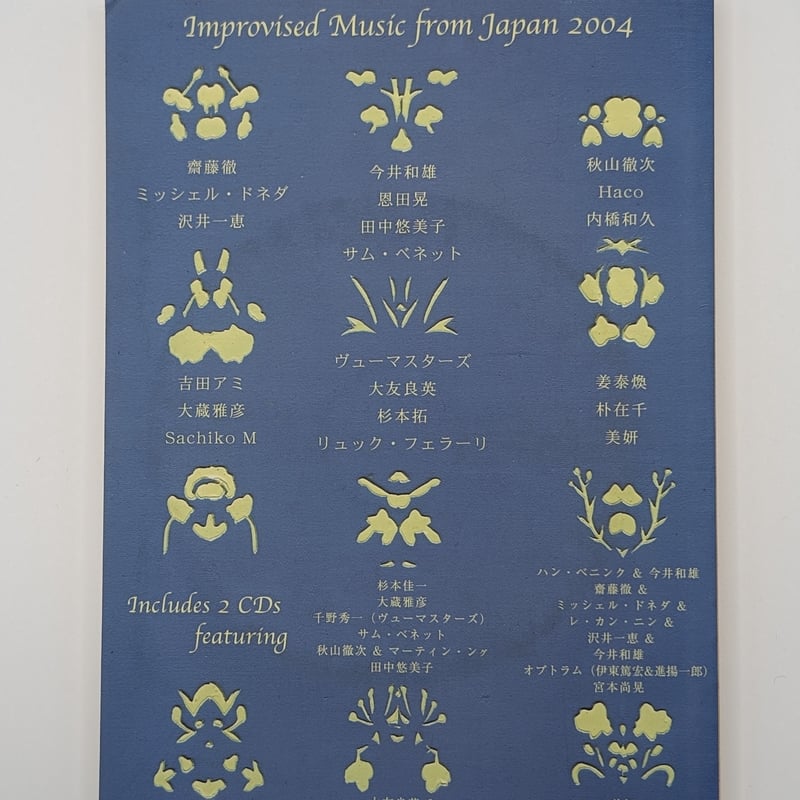 Improvised Music from Japan 2004
齋藤徹
ミッシェル・ドネダ
沢井一恵
今井和雄
恩田晃
田中悠美子
サム・ベネット
秋山徹次
Haco
内橋和久
吉田アミ
大蔵雅彦
Sachiko M
ヴューマスターズ
大友良英
杉本拓
リュック・フェラーリ
姜泰煥
朴在千
美妍
Includes 2 CDs
featuring
杉本佳一
大蔵雅彦
千野秀一（ヴューマスターズ）
サム・ベネット
秋山徹次 & マーティン・ング
田中悠美子
ハン・ベニンク & 今井和雄
齋藤徹 &
ミッシェル・ドネダ &
レ・カン・ニン &
沢井一恵 &
今井和雄
オプトラム（伊東篤宏&進揚一郎）
宮本尚晃